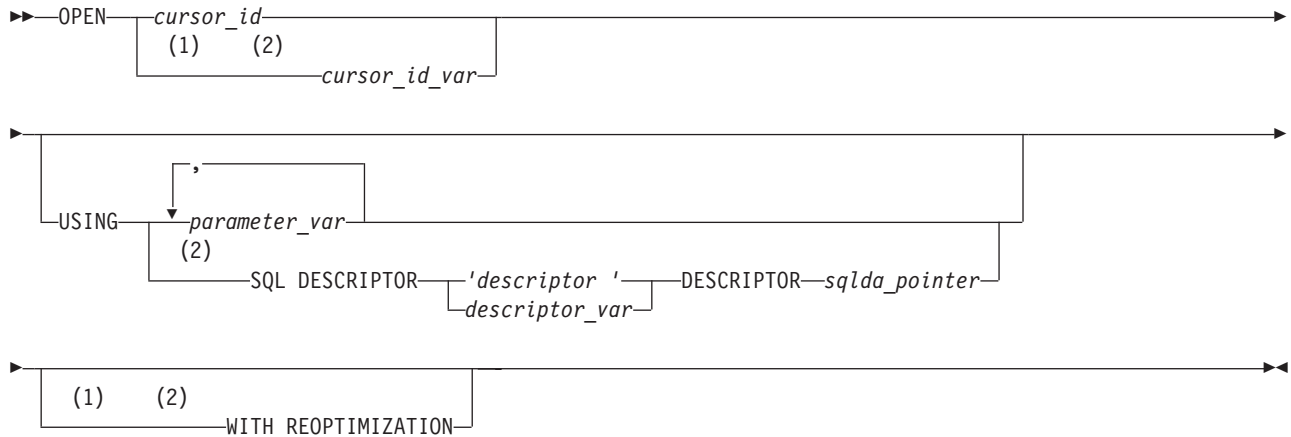 OPEN cursor_id
(1) (2)
cursor_id_var
,
USING parameter_var
(2)
SQL DESCRIPTOR 'descriptor ' DESCRIPTOR sqlda_pointer
descriptor_var
(1) (2)
WITH REOPTIMIZATION